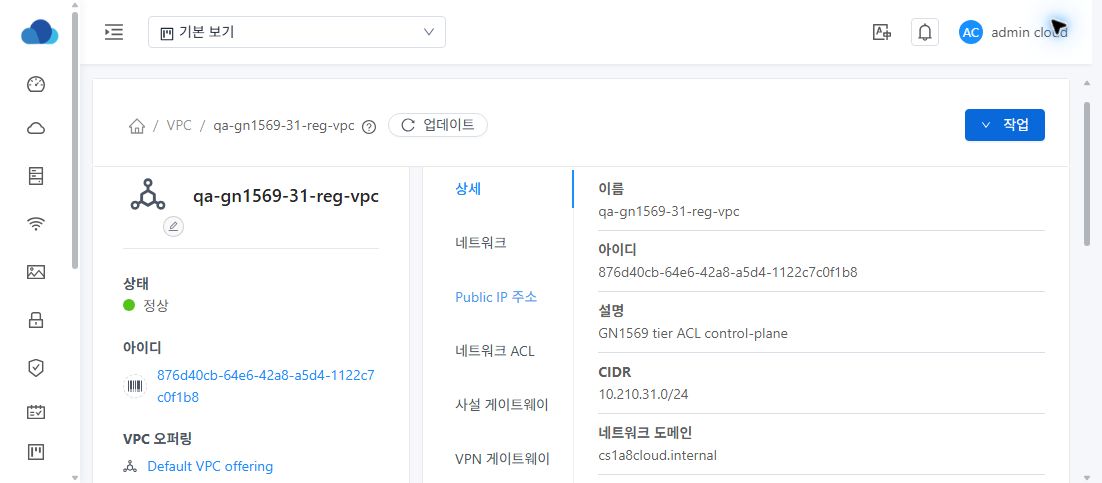 기본 보기
AC admin cloud
/ VPC / qa-gn1569-31-reg-vpc
업데이트
작업
qa-gn1569-31-reg-vpc
상태
정상
아이디
876d40cb-64e6-42a8-a5d4-1122c7
c0f1b8
VPC 오퍼링
Default VPC offering
상세
네트워크
Public IP 주소
네트워크 ACL
사설 게이트웨이
VPN 게이트웨이
이름
qa-gn1569-31-reg-vpc
아이디
876d40cb-64e6-42a8-a5d4-1122c7c0f1b8
설명
GN1569 tier ACL control-plane
CIDR
10.210.31.0/24
네트워크 도메인
cs1a8cloud.internal